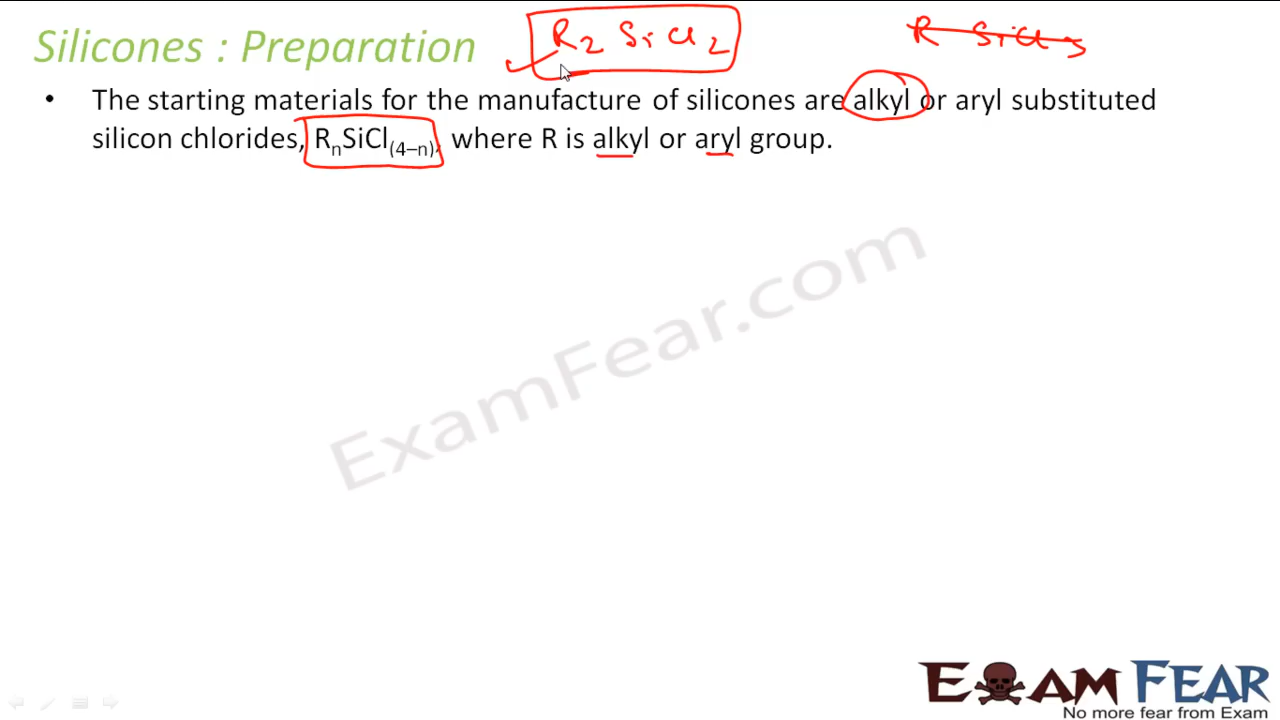 Silicones : Preparation
R2 SiCl2
R SiCl3
• The starting materials for the manufacture of silicones are alkyl or aryl substituted
silicon chlorides, RnSiCl(4–n), where R is alkyl or aryl group.
ExamFear.com
EXAM FEAR
No more fear from Exam